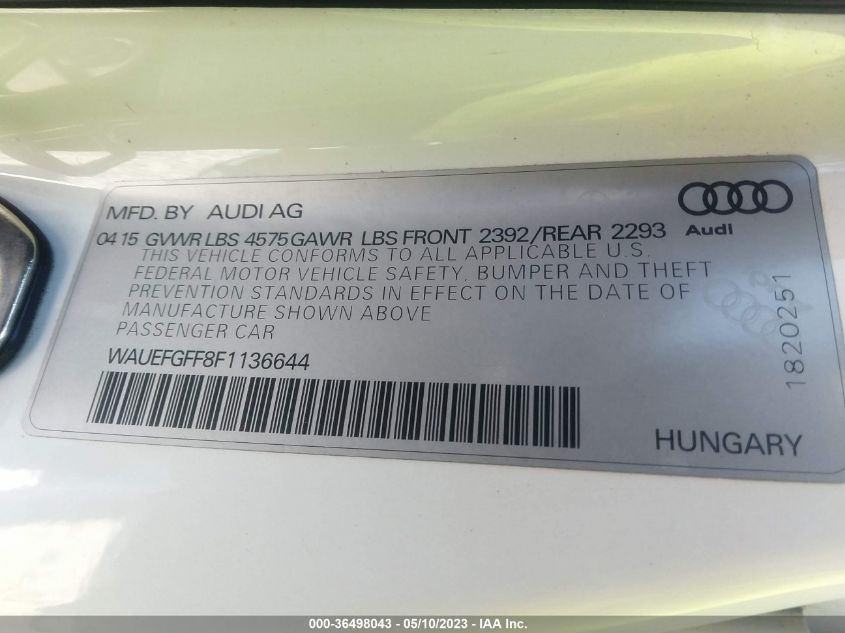 MFD. BY AUDI AG
04 15 GVWR LBS 4575 GAWR LBS FRONT 2392/REAR 2293
THIS VEHICLE CONFORMS TO ALL APPLICABLE U.S.
FEDERAL MOTOR VEHICLE SAFETY, BUMPER AND THEFT
PREVENTION STANDARDS IN EFFECT ON THE DATE OF
MANUFACTURE SHOWN ABOVE
PASSENGER CAR
WAUEFGFF8F1136644
Audi
1820251
HUNGARY
000-36498043 - 05/10/2023 - IAA Inc.